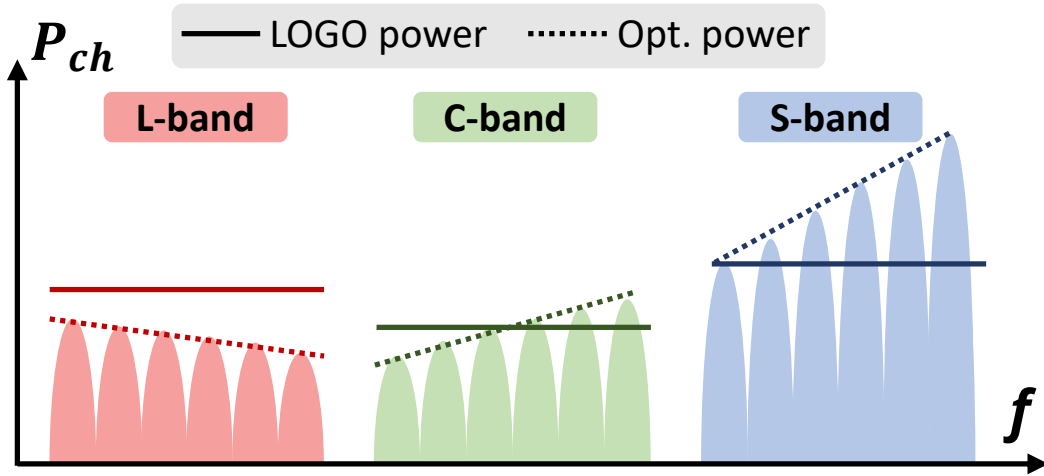 P_ch
LOGO power
Opt. power
L-band
C-band
S-band
f